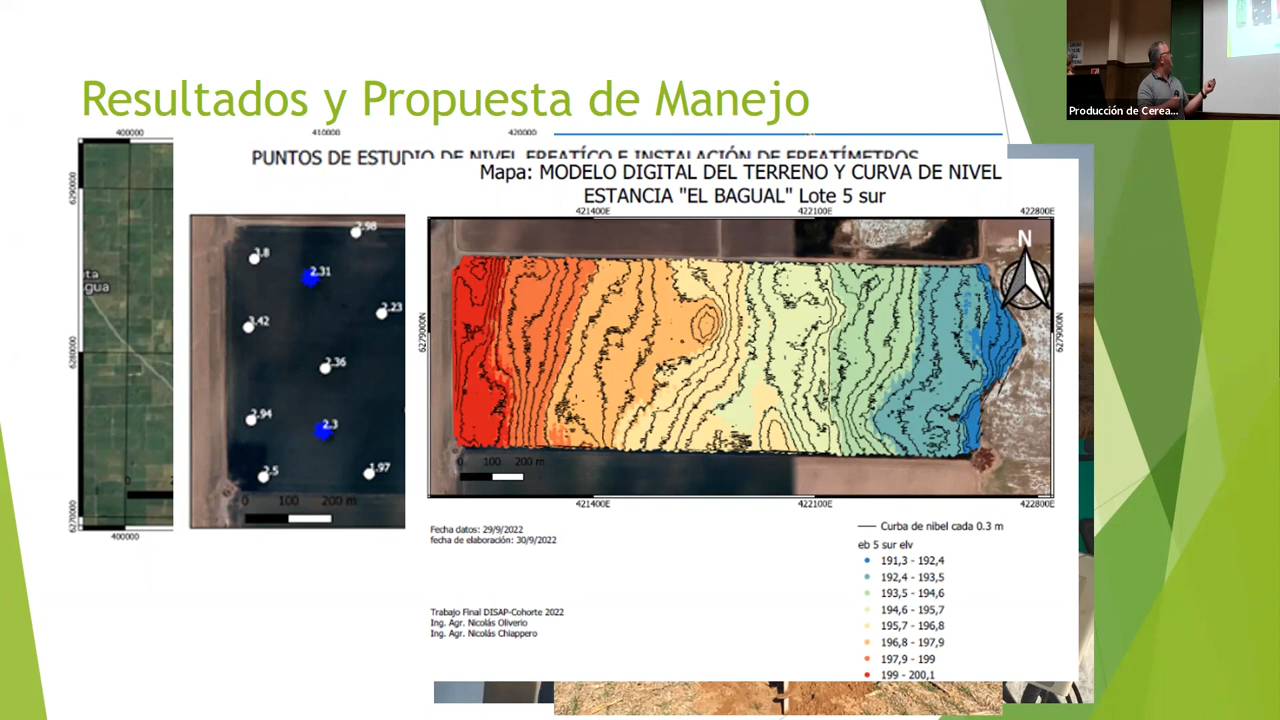 Resultados y Propuesta de Manejo
Producción de Cerea...
400000
410000
420000
PUNTOS DE ESTUDIO DE NIVEL FREATÍCO E INSTALACIÓN DE FREATÍMETROS
Mapa: MODELO DIGITAL DEL TERRENO Y CURVA DE NIVEL
ESTANCIA "EL BAGUAL" Lote 5 sur
421400E
422100E
422800E
6290000
6280000
6270000
400000
2.98
3.8
2.31
2.23
3.42
2.36
2.94
2.3
2.5
1.97
0 100 200 m
N
6279000N
6279000N
0 100 200 m
421400E
422100E
422800E
Fecha datos: 29/9/2022
fecha de elaboración: 30/9/2022
Trabajo Final DISAP-Cohorte 2022
Ing. Agr. Nicolás Oliverio
Ing. Agr. Nicolás Chiappero
Curba de nibel cada 0.3 m
eb 5 sur elv
191,3 - 192,4
192,4 - 193,5
193,5 - 194,6
194,6 - 195,7
195,7 - 196,8
196,8 - 197,9
197,9 - 199
199 - 200,1